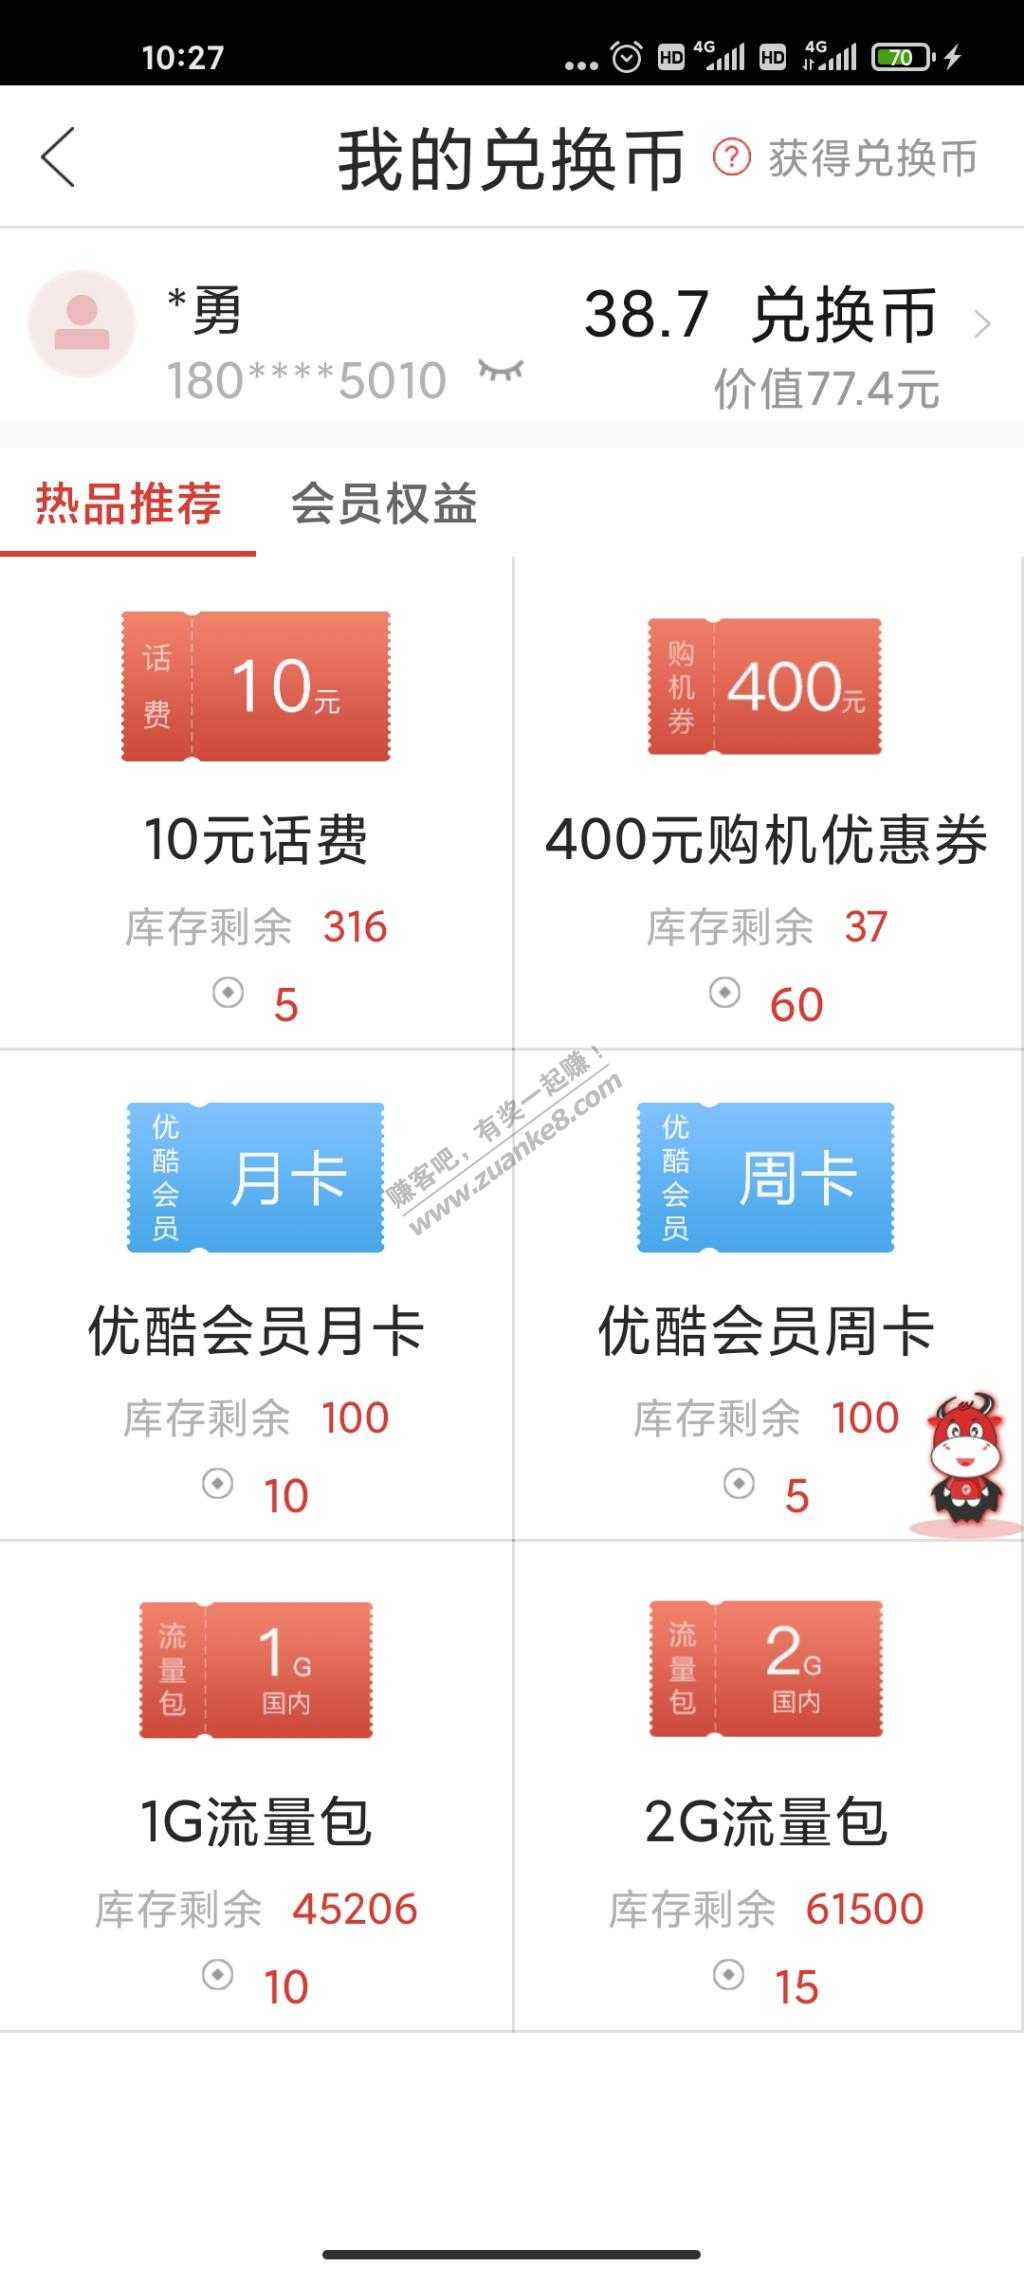 10:27
HD 4G HD 4G 70
我的兑换币
? 获得兑换币
*勇
38.7 兑换币
180****5010
价值77.4元
热品推荐 会员权益
话费 10元
购机券 400元
10元话费
400元购机优惠券
库存剩余 316
库存剩余 37
5
60
赚客吧，有奖一起赚！
www.zuanke8.com
优酷会员 月卡
优酷会员 周卡
优酷会员月卡
优酷会员周卡
库存剩余 100
库存剩余 100
10
5
流量包 1G 国内
流量包 2G 国内
1G流量包
2G流量包
库存剩余 45206
库存剩余 61500
10
15